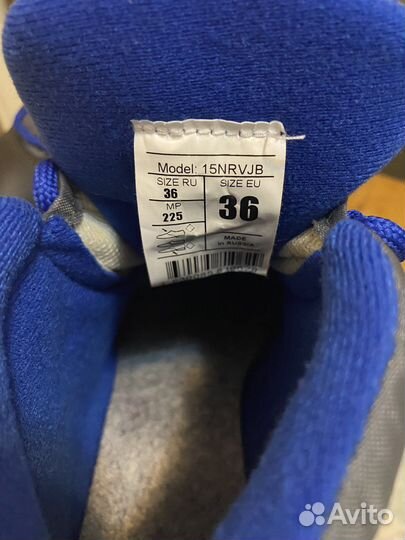 Model: 15NRVJB
SIZE RU
SIZE EU
36
36
MP
225
MADE
in RUSSIA
Avito